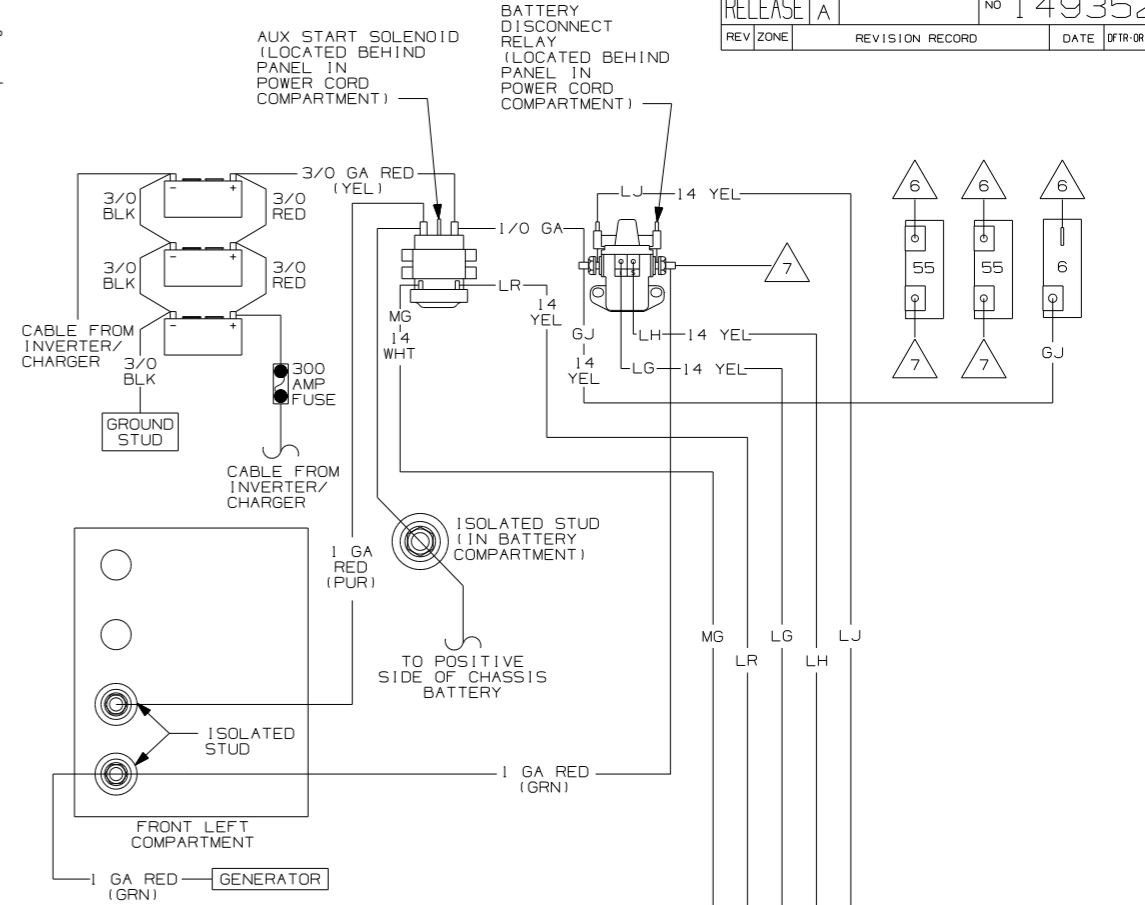 RELEASE A NO 149352
REV ZONE REVISION RECORD DATE DFTR-OR
AUX START SOLENOID
(LOCATED BEHIND
PANEL IN
POWER CORD
COMPARTMENT)
BATTERY
DISCONNECT
RELAY
(LOCATED BEHIND
PANEL IN
POWER CORD
COMPARTMENT)
3/0 GA RED
(YEL)
3/0
BLK
3/0
RED
3/0
BLK
3/0
RED
- +
- +
- +
CABLE FROM
INVERTER/
CHARGER
3/0
BLK
GROUND
STUD
300
AMP
FUSE
CABLE FROM
INVERTER/
CHARGER
1/0 GA
LJ 14 YEL
7
LR
14
YEL
MG
14
WHT
GJ
14
YEL
LH 14 YEL
LG 14 YEL
6
6
6
55
55
6
7
7
GJ
1 GA
RED
(PUR)
ISOLATED STUD
(IN BATTERY
COMPARTMENT)
TO POSITIVE
SIDE OF CHASSIS
BATTERY
MG
LR
LG
LH
LJ
ISOLATED
STUD
1 GA RED
(GRN)
FRONT LEFT
COMPARTMENT
1 GA RED
(GRN)
GENERATOR